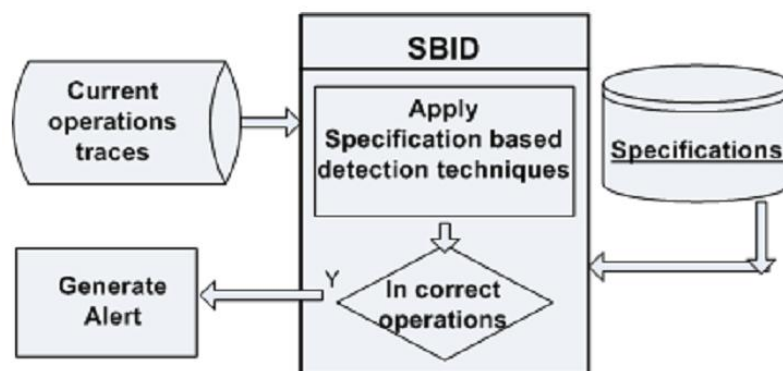 SBID
Current
operations
traces
Apply
Specification based
detection techniques
Specifications
Y
In correct
operations
Generate
Alert